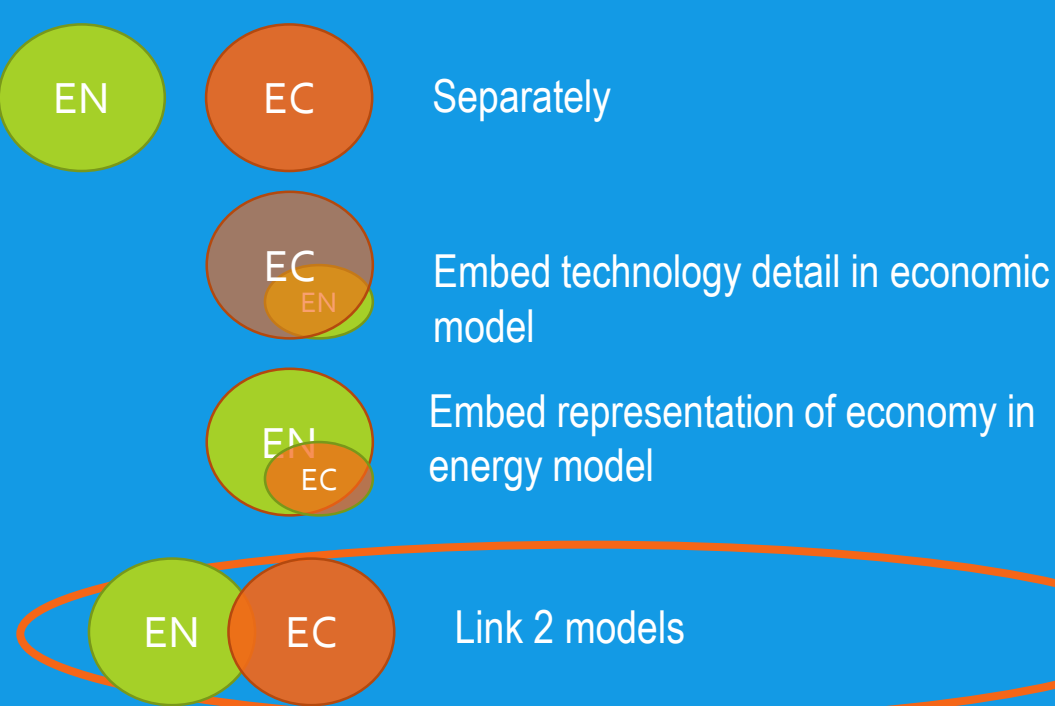 EN EC Separately
EC
EN
Embed technology detail in economic
model
EN
EC
Embed representation of economy in
energy model
EN EC Link 2 models